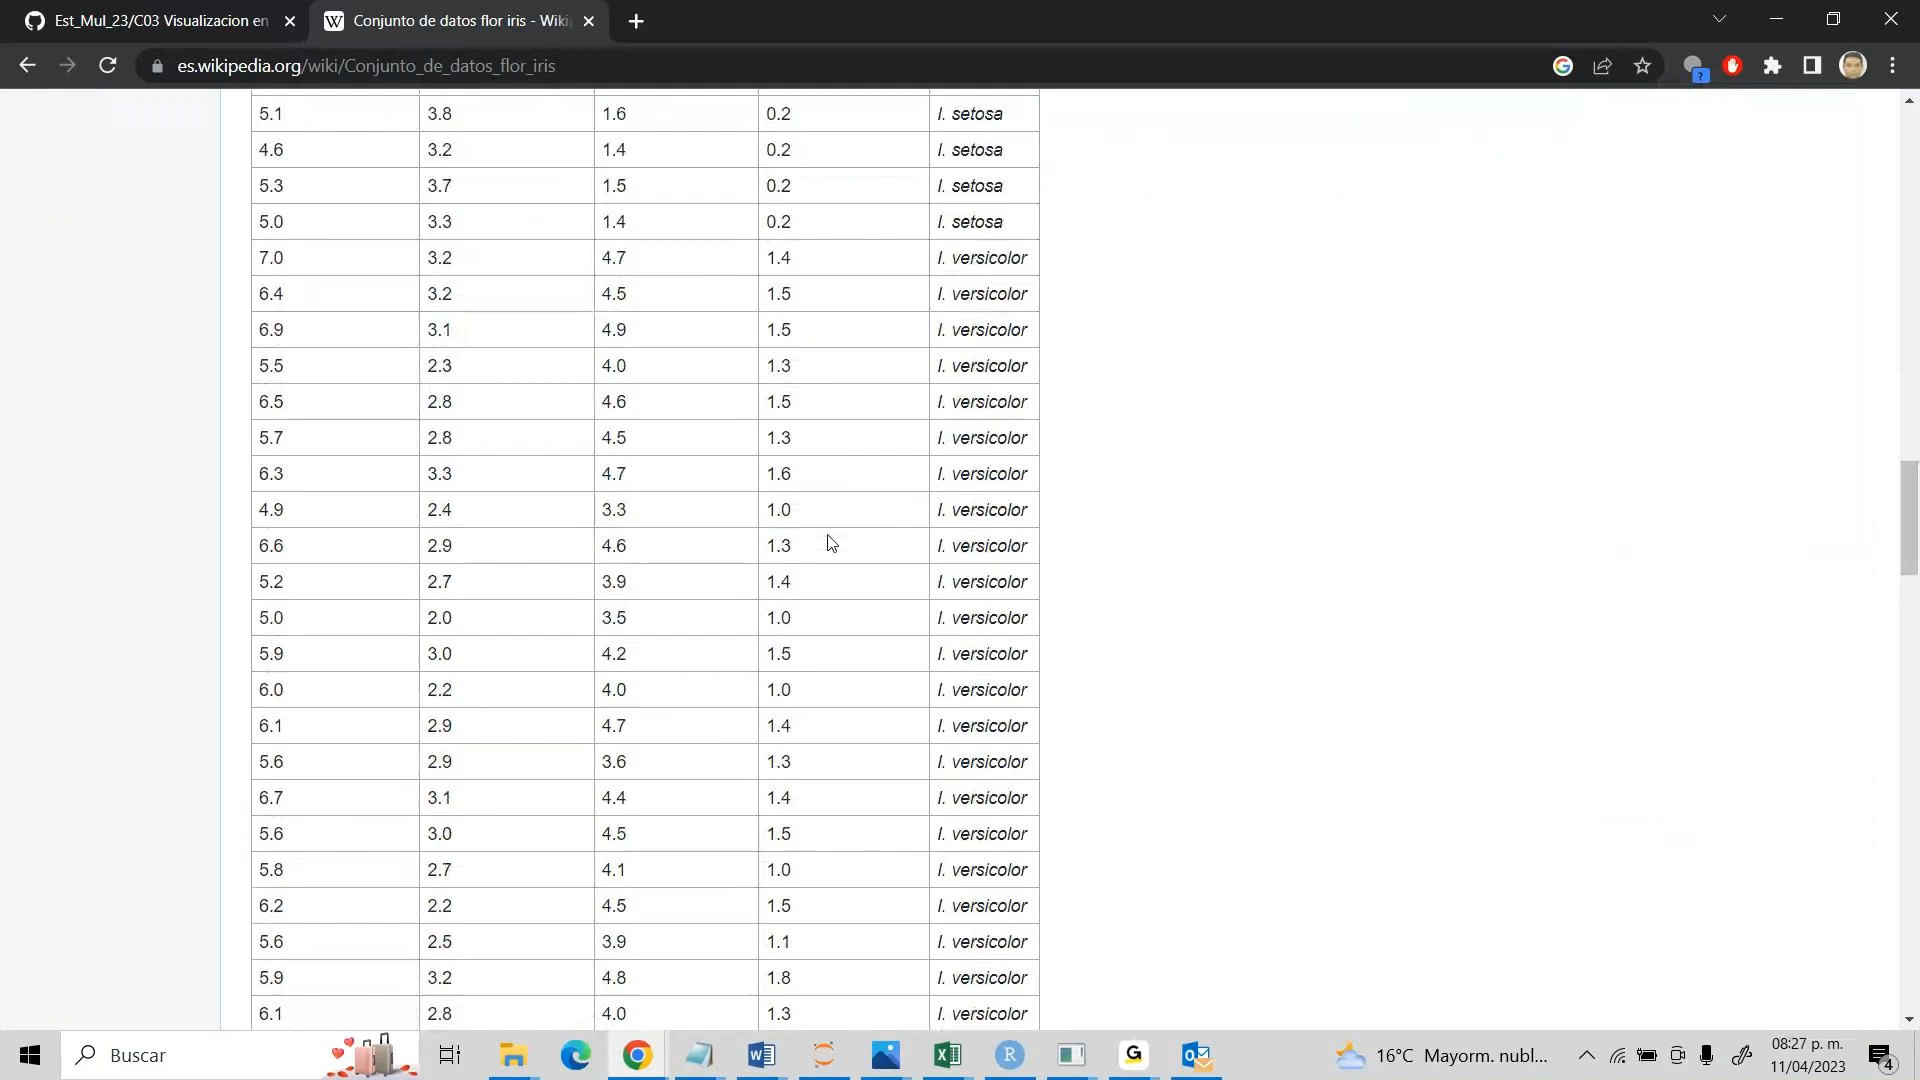 Est_Mul_23/C03 Visualizacion en
Conjunto de datos flor iris - Wiki
es.wikipedia.org/wiki/Conjunto_de_datos_flor_iris
5.1 3.8 1.6 0.2 I. setosa
4.6 3.2 1.4 0.2 I. setosa
5.3 3.7 1.5 0.2 I. setosa
5.0 3.3 1.4 0.2 I. setosa
7.0 3.2 4.7 1.4 I. versicolor
6.4 3.2 4.5 1.5 I. versicolor
6.9 3.1 4.9 1.5 I. versicolor
5.5 2.3 4.0 1.3 I. versicolor
6.5 2.8 4.6 1.5 I. versicolor
5.7 2.8 4.5 1.3 I. versicolor
6.3 3.3 4.7 1.6 I. versicolor
4.9 2.4 3.3 1.0 I. versicolor
6.6 2.9 4.6 1.3 I. versicolor
5.2 2.7 3.9 1.4 I. versicolor
5.0 2.0 3.5 1.0 I. versicolor
5.9 3.0 4.2 1.5 I. versicolor
6.0 2.2 4.0 1.0 I. versicolor
6.1 2.9 4.7 1.4 I. versicolor
5.6 2.9 3.6 1.3 I. versicolor
6.7 3.1 4.4 1.4 I. versicolor
5.6 3.0 4.5 1.5 I. versicolor
5.8 2.7 4.1 1.0 I. versicolor
6.2 2.2 4.5 1.5 I. versicolor
5.6 2.5 3.9 1.1 I. versicolor
5.9 3.2 4.8 1.8 I. versicolor
6.1 2.8 4.0 1.3 I. versicolor
Buscar
16°C Mayorm. nubl...
08:27 p. m.
11/04/2023
4